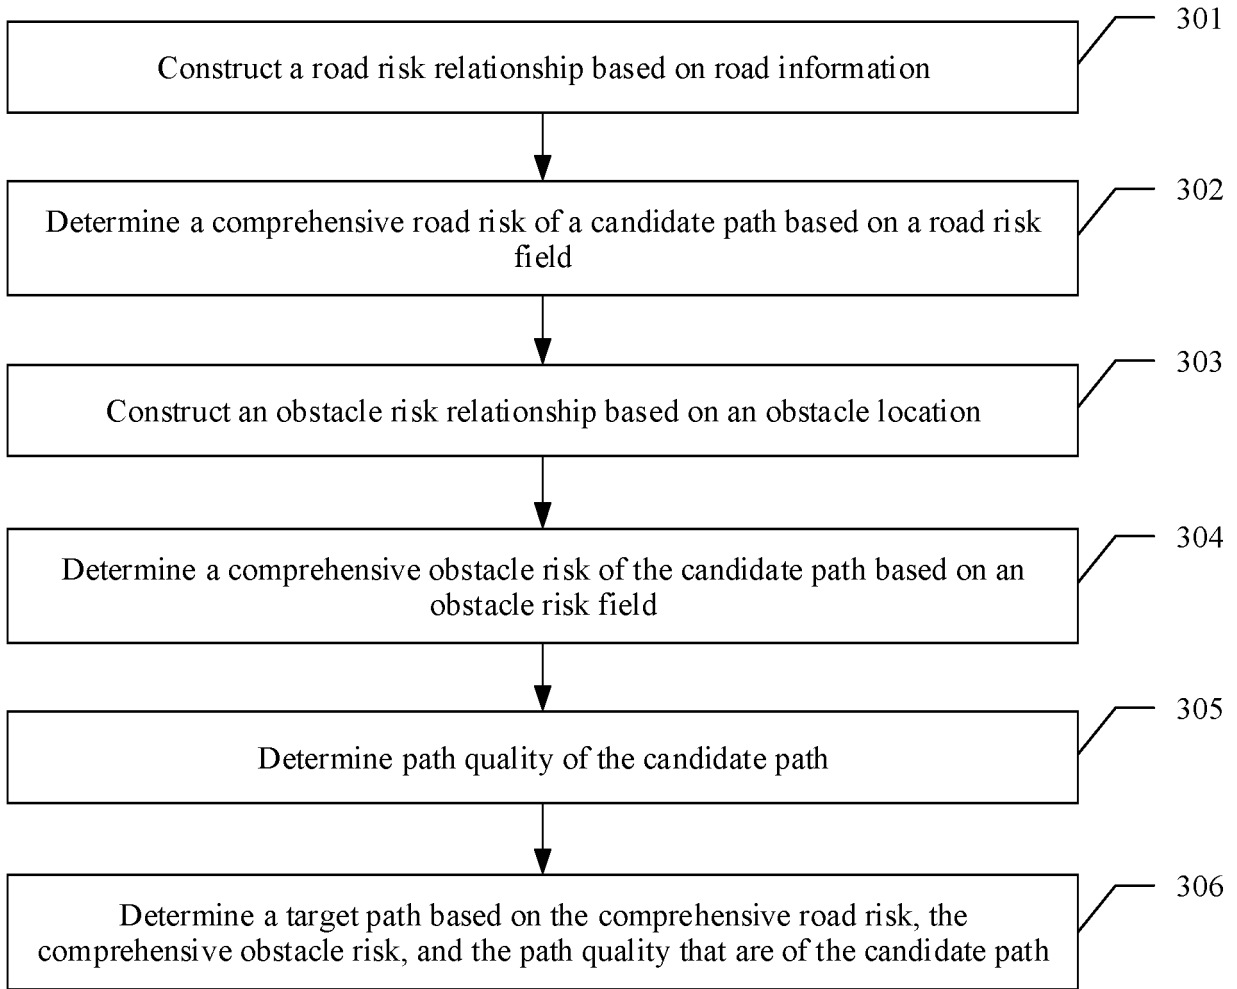 301
Construct a road risk relationship based on road information
302
Determine a comprehensive road risk of a candidate path based on a road risk
field
303
Construct an obstacle risk relationship based on an obstacle location
304
Determine a comprehensive obstacle risk of the candidate path based on an
obstacle risk field
305
Determine path quality of the candidate path
306
Determine a target path based on the comprehensive road risk, the
comprehensive obstacle risk, and the path quality that are of the candidate path